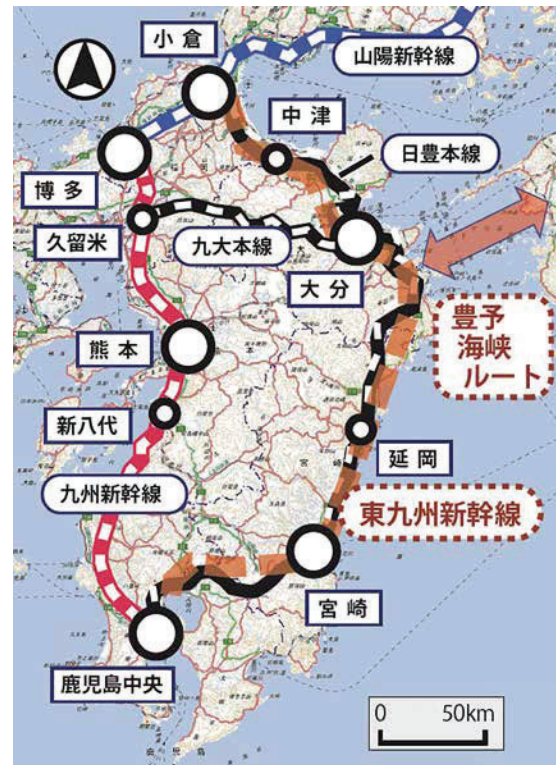 小倉
山陽新幹線
中津
日豊本線
博多
久留米
九大本線
大分
豊予
海峡
ルート
熊本
新八代
延岡
九州新幹線
東九州新幹線
宮崎
鹿児島中央
0 50km